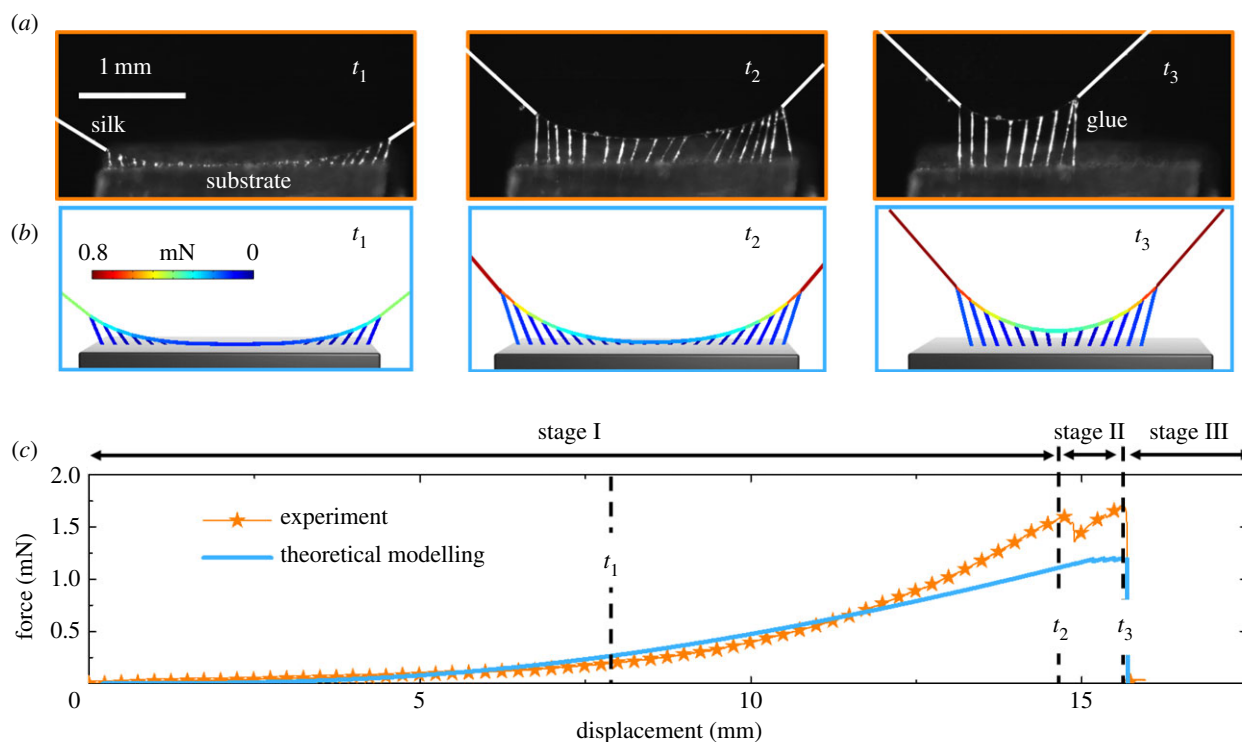 (a)
1 mm
t1
t2
t3
silk
glue
substrate
(b)
t1
t2
t3
0.8 mN 0
stage I stage II stage III
(c)
2.0
1.5
1.0
0.5
0 5 10 15
force (mN)
experiment
theoretical modelling
t1
t2 t3
displacement (mm)